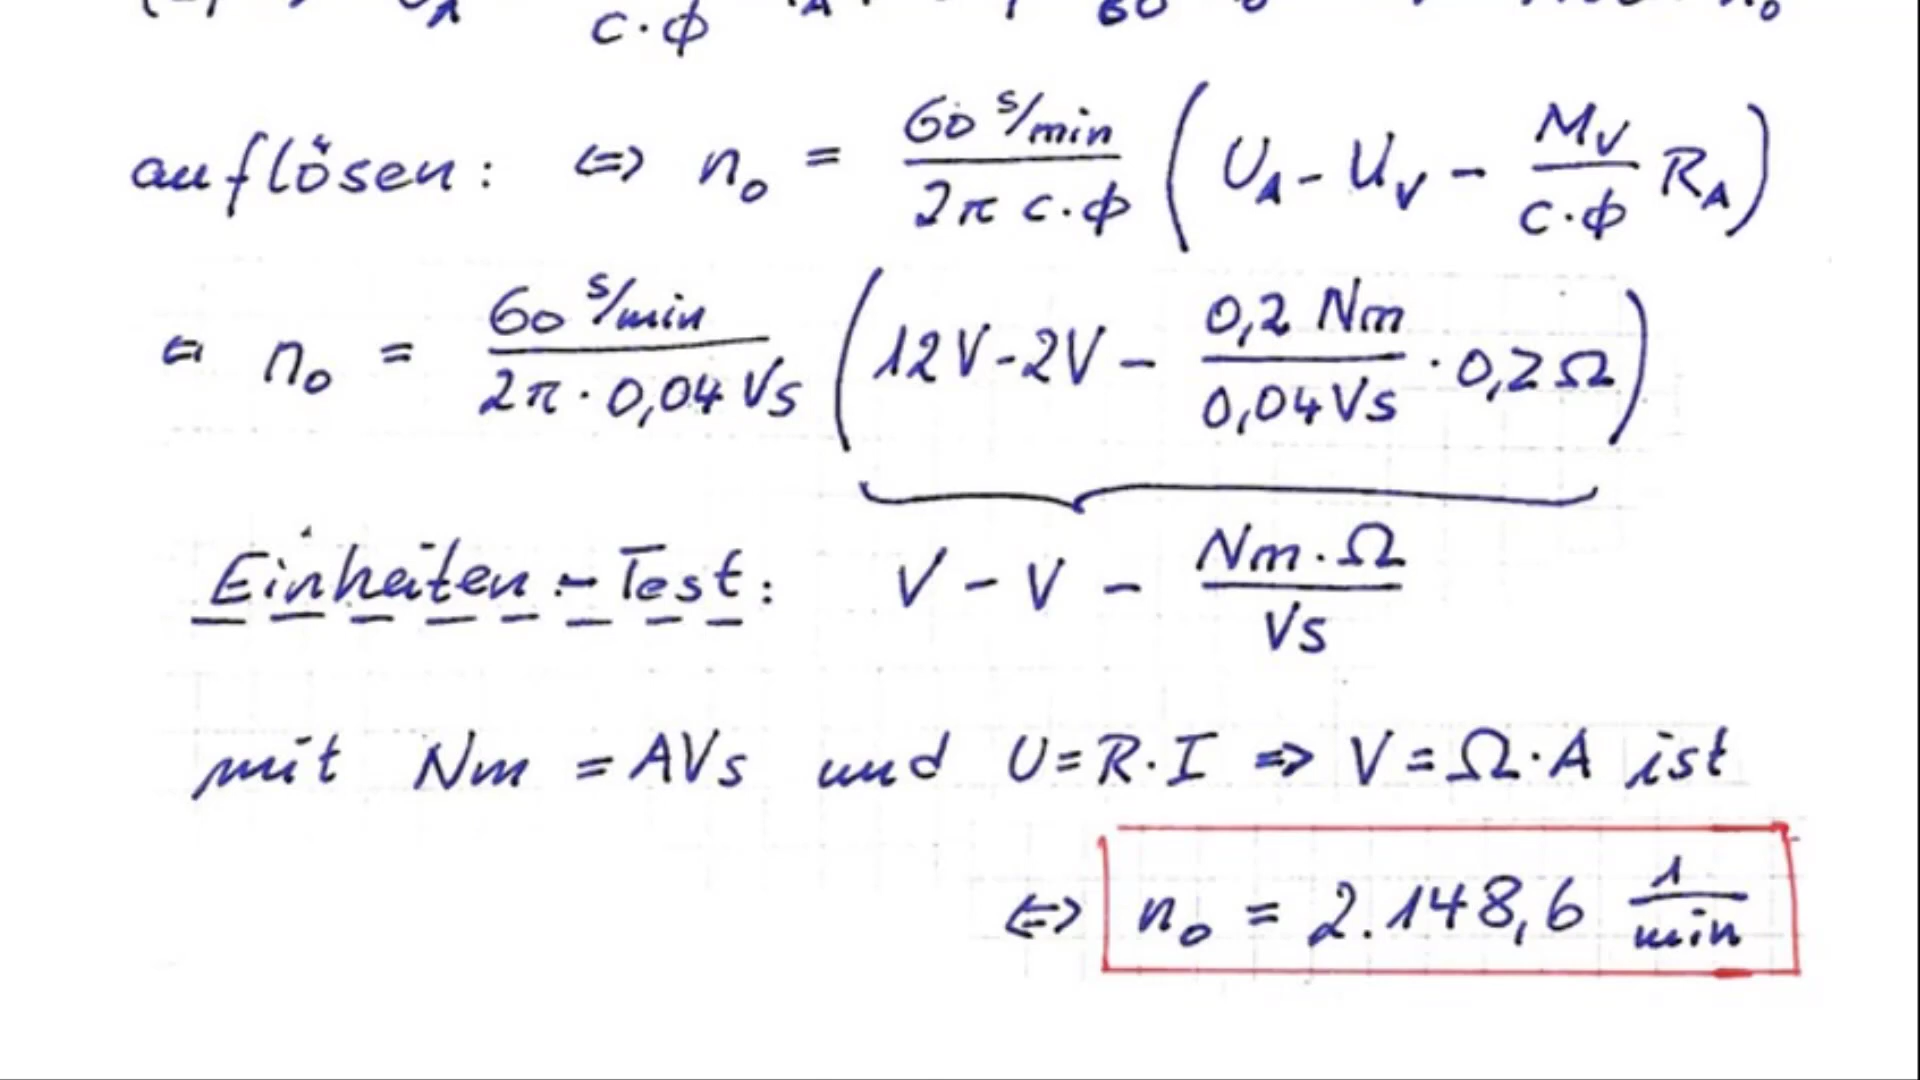 c·ϕ
auflösen: ⇔ n₀ = 60 s/min / 2π c·ϕ ( U_A - U_V - M_V / c·ϕ R_A )
⇔ n₀ = 60 s/min / 2π · 0,04 Vs ( 12V - 2V - 0,2 Nm / 0,04 Vs · 0,2 Ω )
Einheiten-Test: V - V - Nm·Ω / Vs
mit Nm = AVs und U = R·I ⇒ V = Ω·A ist
⇔ n₀ = 2.148,6 1/min